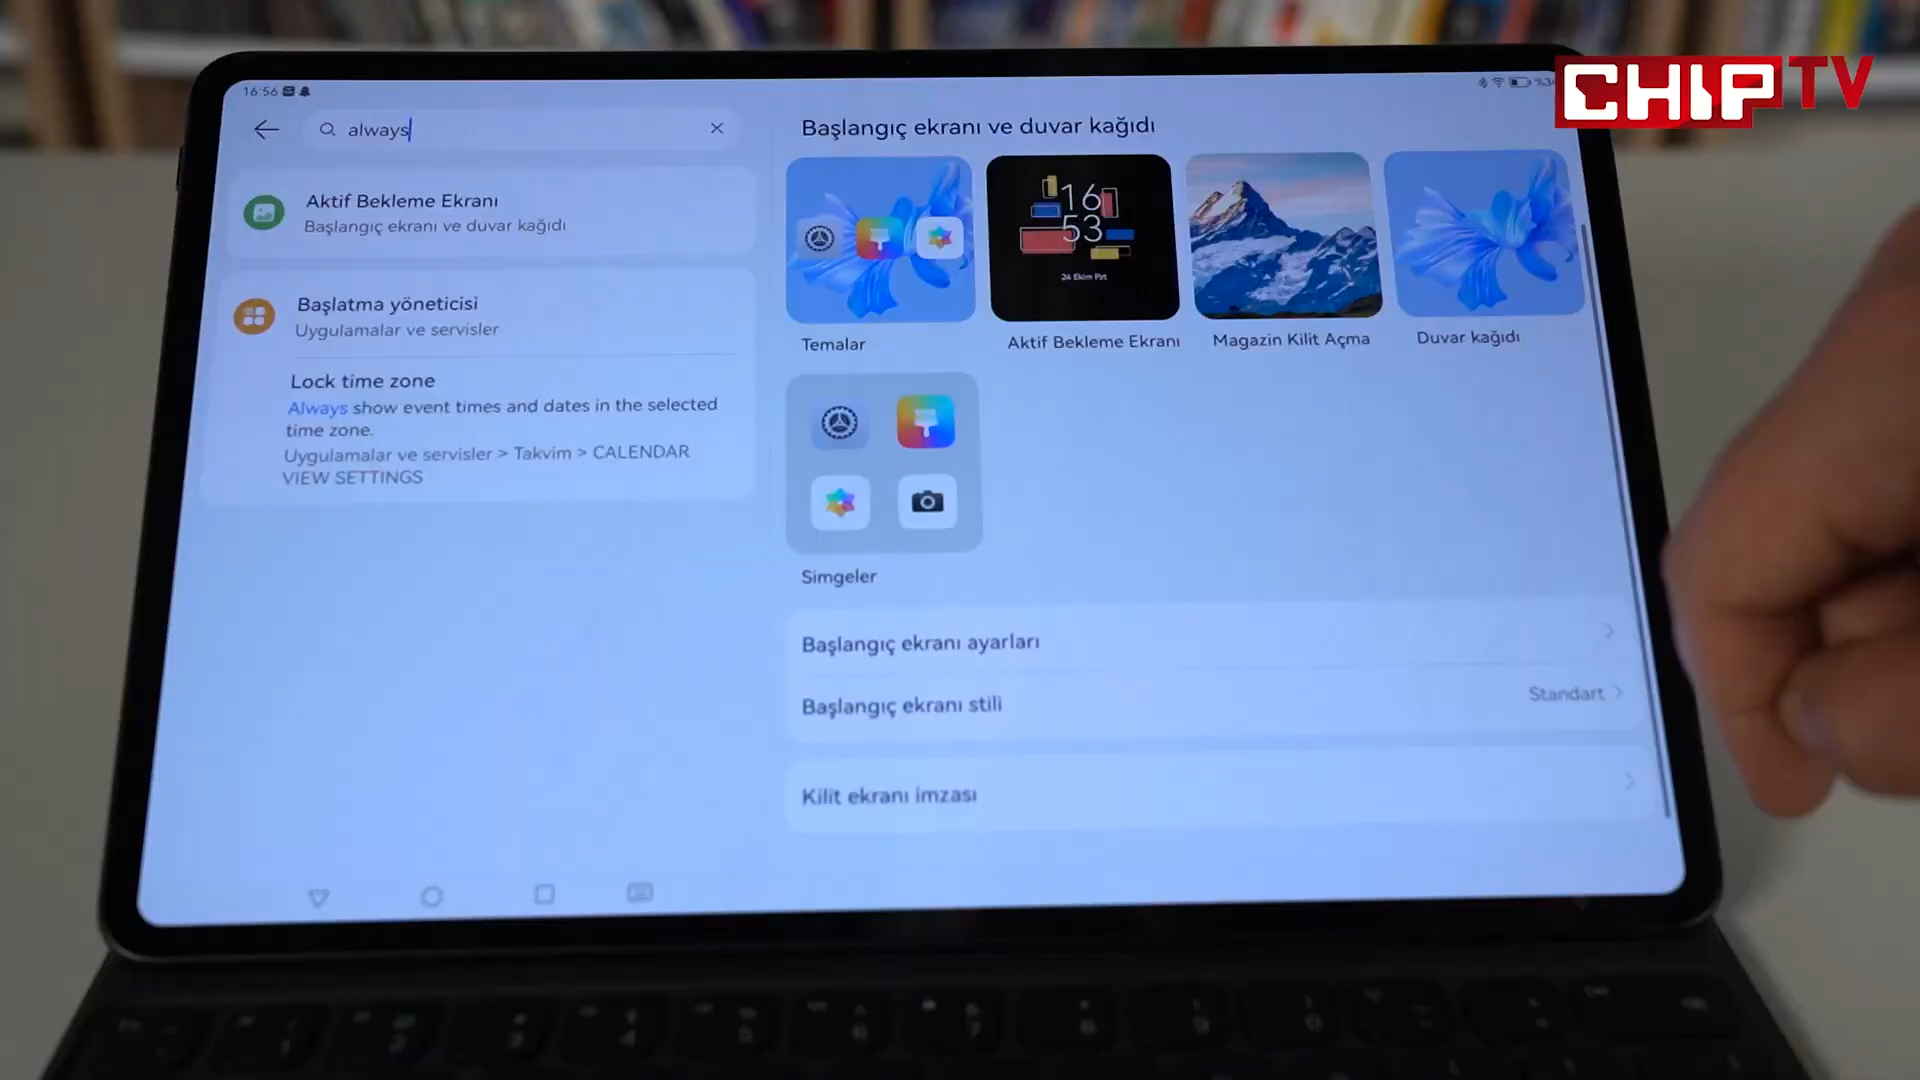 CHIP TV
16:56
always
Aktif Bekleme Ekranı
Başlangıç ekranı ve duvar kağıdı
Başlatma yöneticisi
Uygulamalar ve servisler
Lock time zone
Always show event times and dates in the selected
time zone.
Uygulamalar ve servisler > Takvim > CALENDAR
VIEW SETTINGS
Başlangıç ekranı ve duvar kağıdı
16
53
24 Ekim Pzt
Temalar
Aktif Bekleme Ekranı
Magazin Kilit Açma
Duvar kağıdı
Simgeler
Başlangıç ekranı ayarları
Başlangıç ekranı stili
Standart
Kilit ekranı imzası